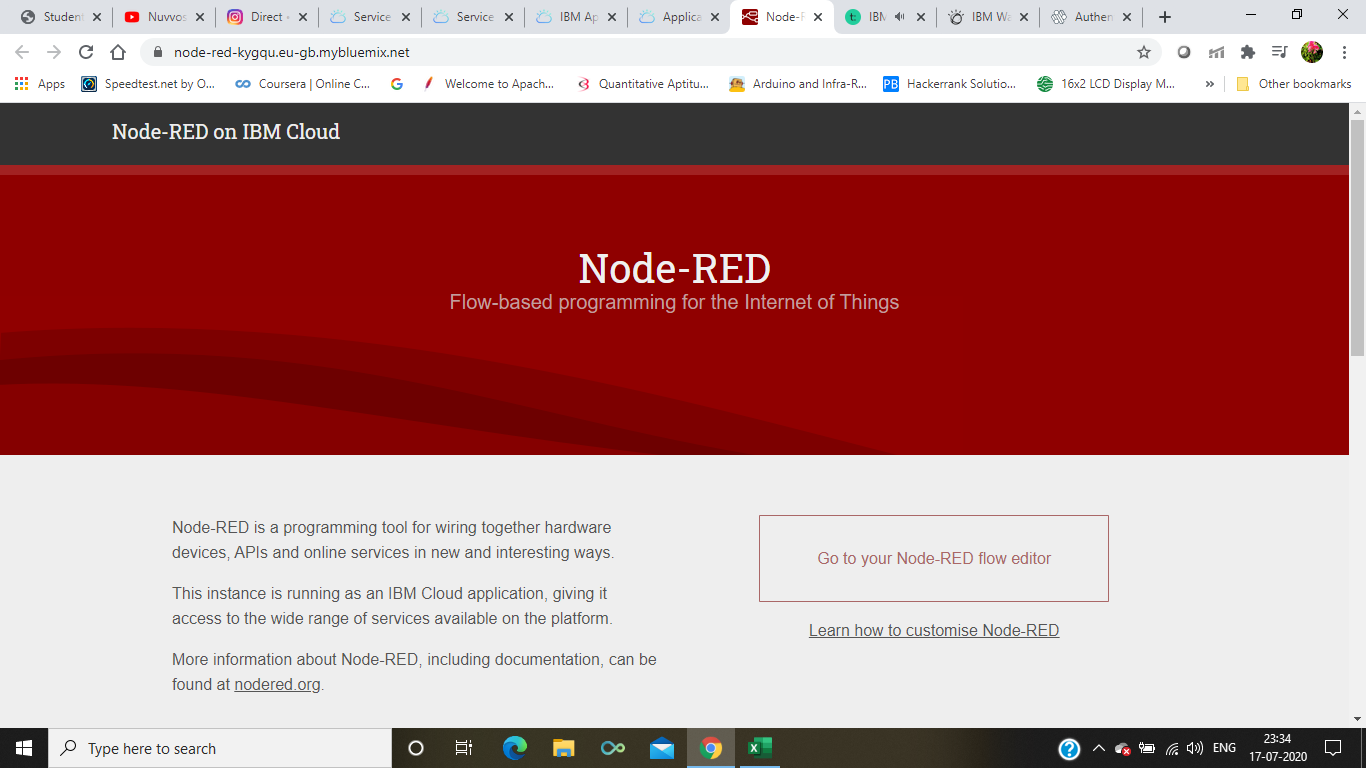 Student
Nuvvos
Direct
Service
Service
IBM Ap
Applica
Node-R
IBM
IBM Wa
Authen
node-red-kygqu.eu-gb.mybluemix.net
Apps
Speedtest.net by O...
Coursera | Online C...
Welcome to Apach...
Quantitative Aptitu...
Arduino and Infra-R...
PB
Hackerrank Solutio...
16x2 LCD Display M...
»
Other bookmarks
Node-RED on IBM Cloud
Node-RED
Flow-based programming for the Internet of Things
Node-RED is a programming tool for wiring together hardware
devices, APIs and online services in new and interesting ways.
This instance is running as an IBM Cloud application, giving it
access to the wide range of services available on the platform.
More information about Node-RED, including documentation, can be
found at nodered.org.
Go to your Node-RED flow editor
Learn how to customise Node-RED
Type here to search
ENG
23:34
17-07-2020